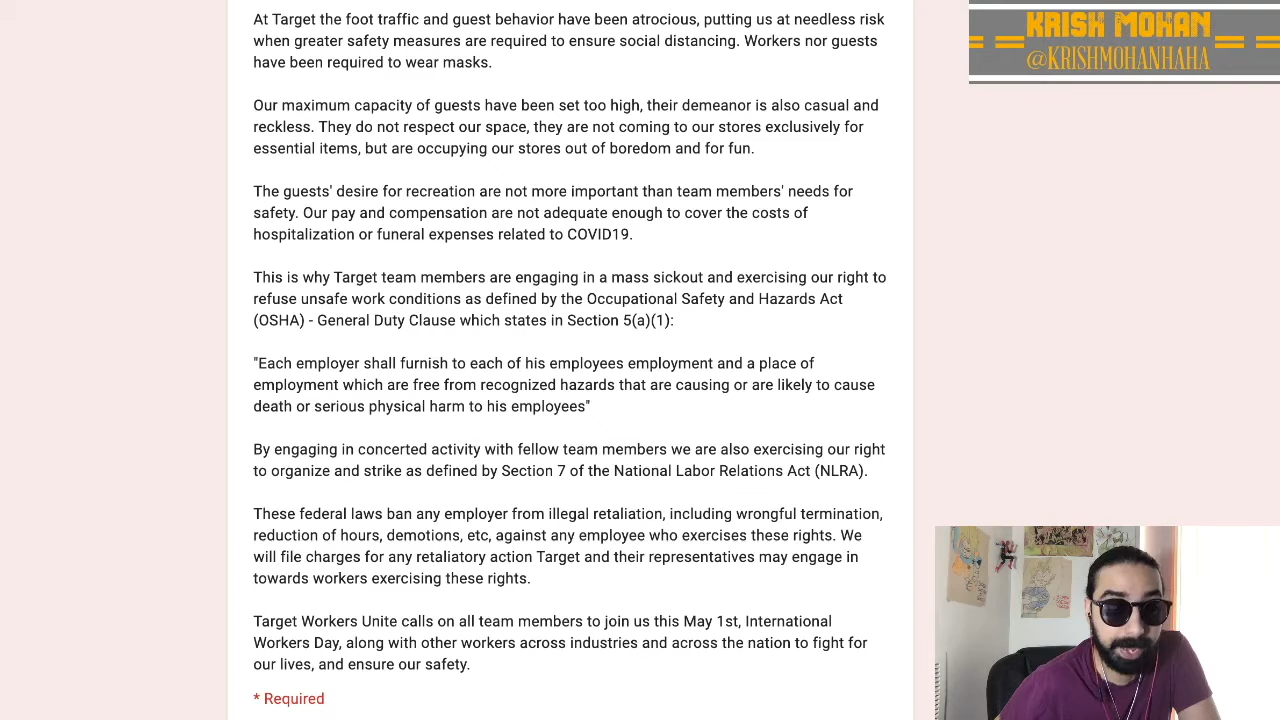 At Target the foot traffic and guest behavior have been atrocious, putting us at needless risk
when greater safety measures are required to ensure social distancing. Workers nor guests
have been required to wear masks.
Our maximum capacity of guests have been set too high, their demeanor is also casual and
reckless. They do not respect our space, they are not coming to our stores exclusively for
essential items, but are occupying our stores out of boredom and for fun.
The guests' desire for recreation are not more important than team members' needs for
safety. Our pay and compensation are not adequate enough to cover the costs of
hospitalization or funeral expenses related to COVID19.
This is why Target team members are engaging in a mass sickout and exercising our right to
refuse unsafe work conditions as defined by the Occupational Safety and Hazards Act
(OSHA) - General Duty Clause which states in Section 5(a)(1):
"Each employer shall furnish to each of his employees employment and a place of
employment which are free from recognized hazards that are causing or are likely to cause
death or serious physical harm to his employees"
By engaging in concerted activity with fellow team members we are also exercising our right
to organize and strike as defined by Section 7 of the National Labor Relations Act (NLRA).
These federal laws ban any employer from illegal retaliation, including wrongful termination,
reduction of hours, demotions, etc, against any employee who exercises these rights. We
will file charges for any retaliatory action Target and their representatives may engage in
towards workers exercising these rights.
Target Workers Unite calls on all team members to join us this May 1st, International
Workers Day, along with other workers across industries and across the nation to fight for
our lives, and ensure our safety.
* Required
KRISH MOHAN
@KRISHMOHANHAHA